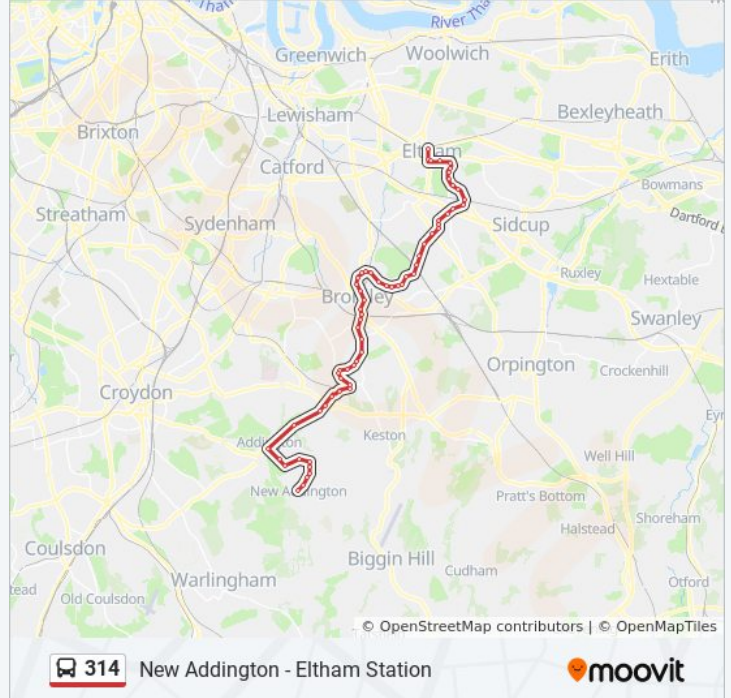 River Tha
Greenwich
Woolwich
Erith
Lewisham
Bexleyheath
Brixton
Eltham
Catford
Bowmans
Streatham
Sydenham
Sidcup
Dartford
Ruxley
Hextable
Bromley
Swanley
Orpington
Crockenhill
Croydon
Addington
Keston
Well Hill
New Addington
Pratt's Bottom
Shoreham
Halstead
Coulsdon
Biggin Hill
Cudham
Warlingham
Otford
tead
Old Coulsdon
© OpenStreetMap contributors | © OpenMapTiles
314 New Addington - Eltham Station
moovit